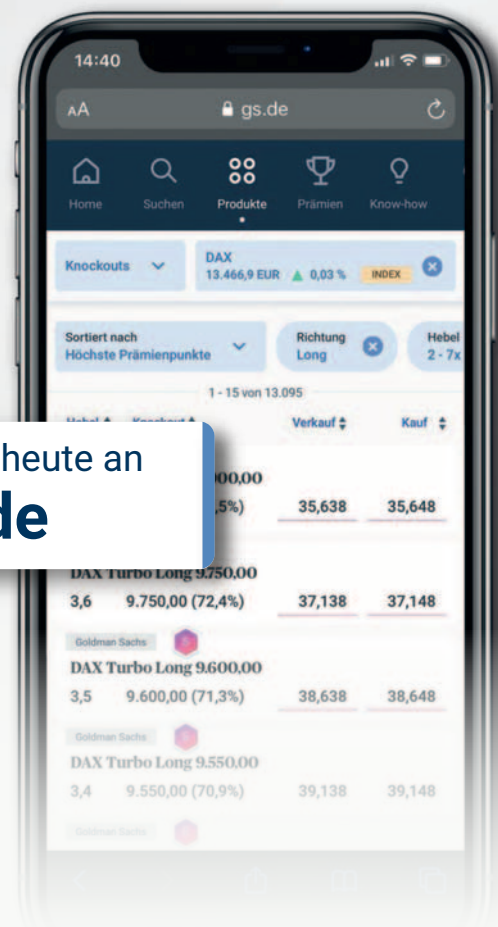 14:40
AA gs.de
Home Suchen Produkte Prämien Know-how
Knockouts
DAX
13.466,9 EUR ▲ 0,03 % INDEX
Sortiert nach
Höchste Prämienpunkte
Richtung
Long
Hebel
2 - 7x
1 - 15 von 13.095
Verkauf Kauf
heute an
de
00,00
,5%) 35,638 35,648
DAX Turbo Long 9.750,00
3,6 9.750,00 (72,4%) 37,138 37,148
Goldman Sachs
DAX Turbo Long 9.600,00
3,5 9.600,00 (71,3%) 38,638 38,648
Goldman Sachs
DAX Turbo Long 9.550,00
3,4 9.550,00 (70,9%) 39,138 39,148
Goldman Sachs